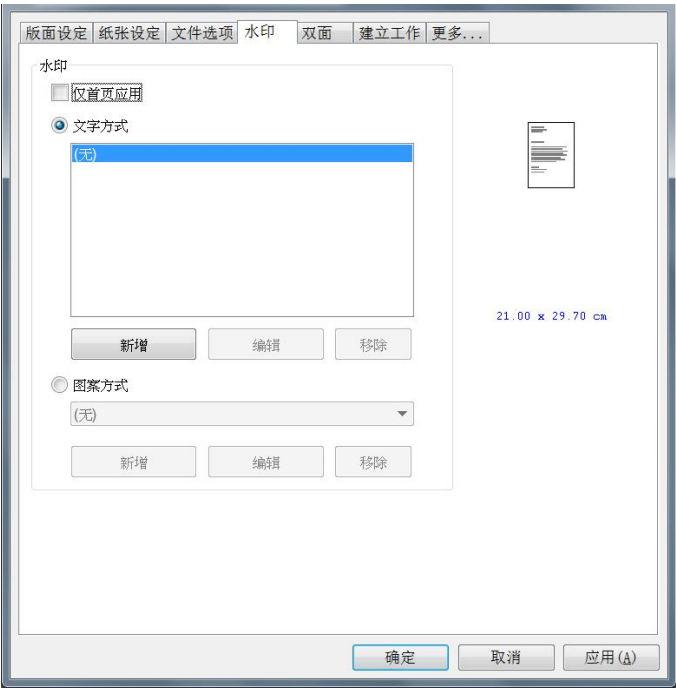 版面设定 纸张设定 文件选项 水印 双面 建立工作 更多...
水印
仅首页应用
文字方式
(无)
21.00 x 29.70 cm
新增 编辑 移除
图案方式
(无)
新增 编辑 移除
确定 取消 应用(A)